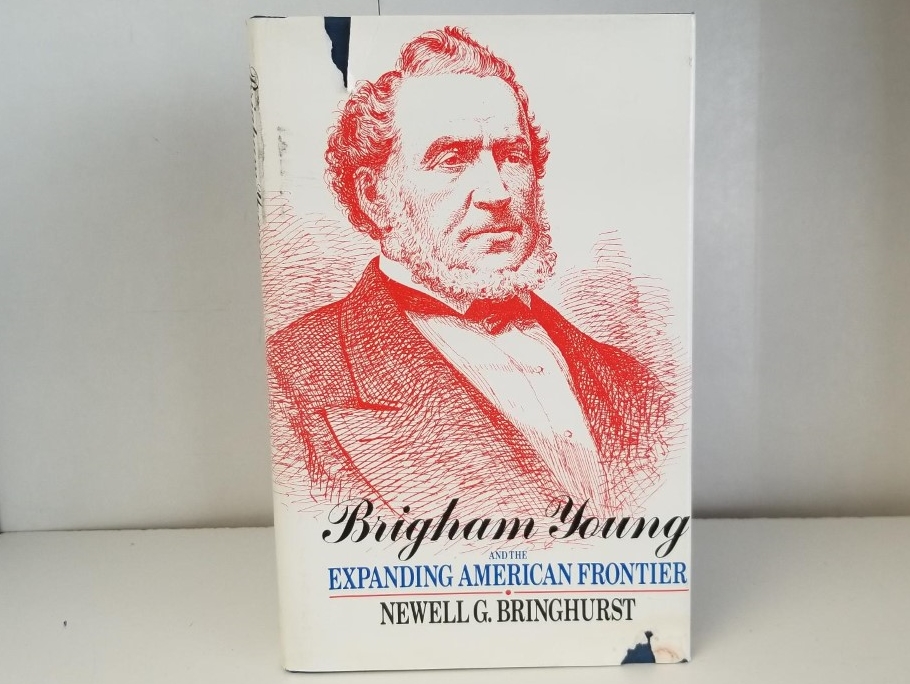 Brigham Young
AND THE
EXPANDING AMERICAN FRONTIER
NEWELL G. BRINGHURST